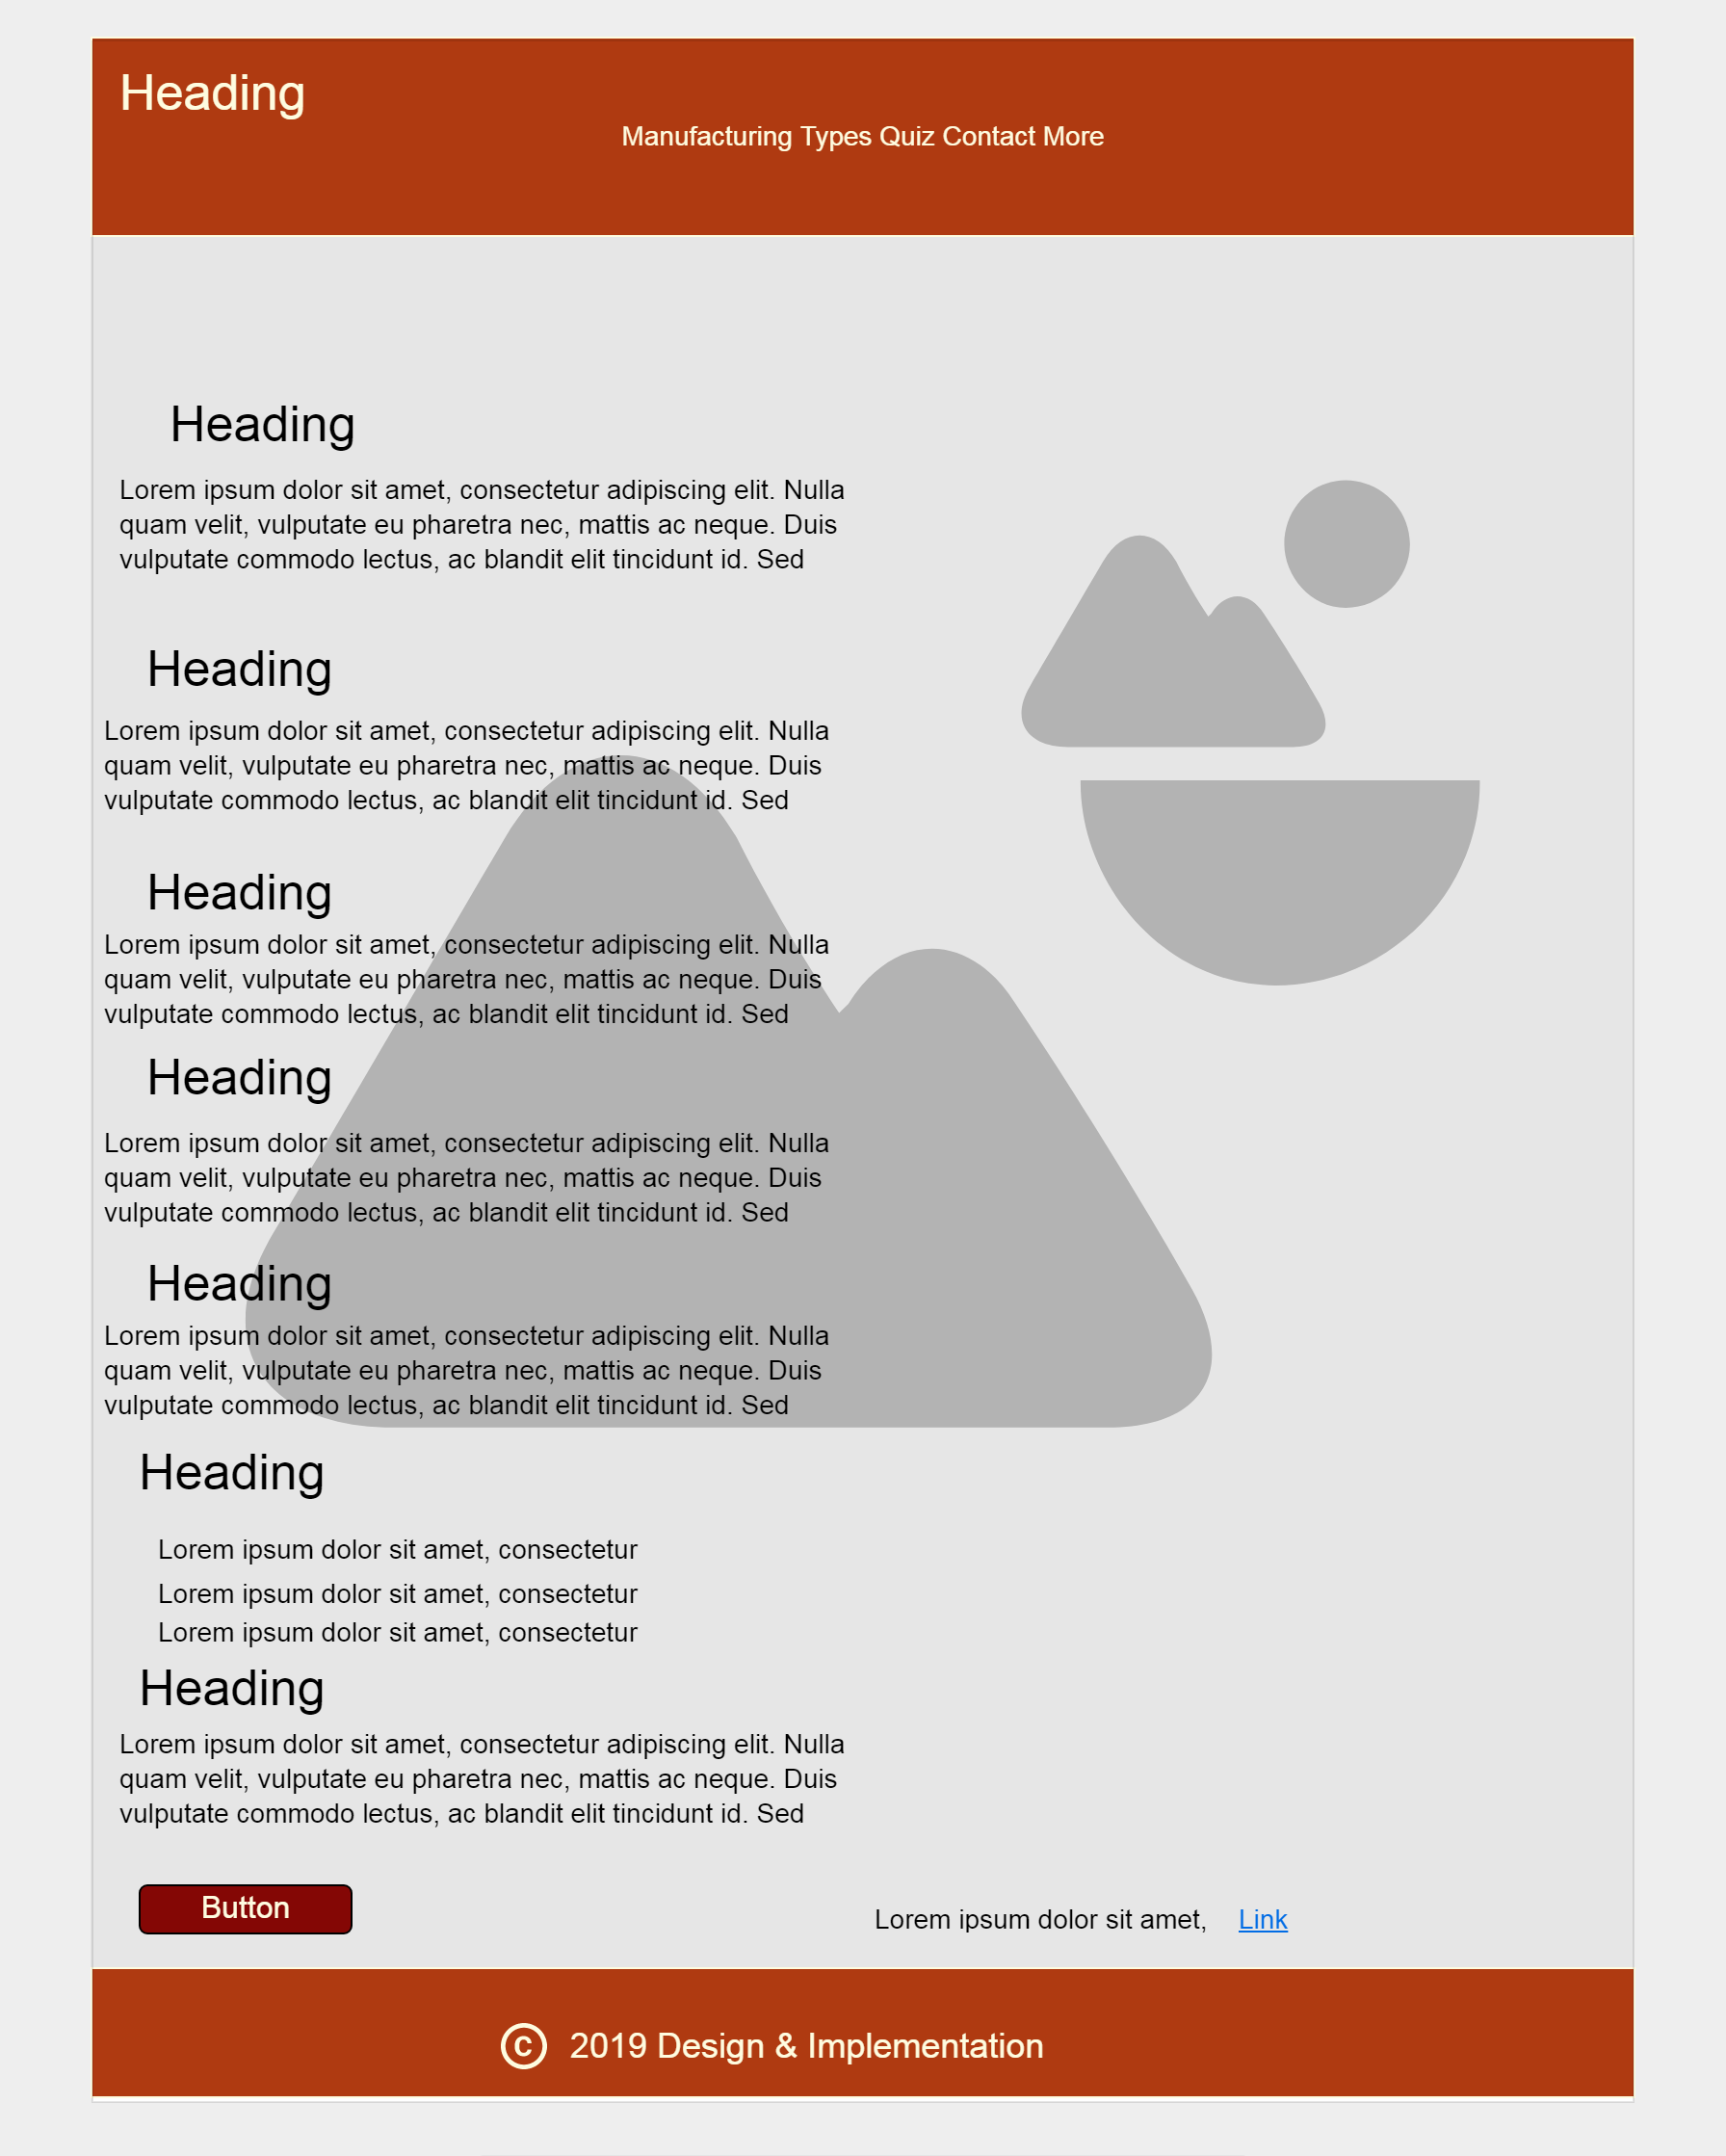 Heading
Manufacturing Types Quiz Contact More
Heading
Lorem ipsum dolor sit amet, consectetur adipiscing elit. Nulla
quam velit, vulputate eu pharetra nec, mattis ac neque. Duis
vulputate commodo lectus, ac blandit elit tincidunt id. Sed
Heading
Lorem ipsum dolor sit amet, consectetur adipiscing elit. Nulla
quam velit, vulputate eu pharetra nec, mattis ac neque. Duis
vulputate commodo lectus, ac blandit elit tincidunt id. Sed
Heading
Lorem ipsum dolor sit amet, consectetur adipiscing elit. Nulla
quam velit, vulputate eu pharetra nec, mattis ac neque. Duis
vulputate commodo lectus, ac blandit elit tincidunt id. Sed
Heading
Lorem ipsum dolor sit amet, consectetur adipiscing elit. Nulla
quam velit, vulputate eu pharetra nec, mattis ac neque. Duis
vulputate commodo lectus, ac blandit elit tincidunt id. Sed
Heading
Lorem ipsum dolor sit amet, consectetur adipiscing elit. Nulla
quam velit, vulputate eu pharetra nec, mattis ac neque. Duis
vulputate commodo lectus, ac blandit elit tincidunt id. Sed
Heading
Lorem ipsum dolor sit amet, consectetur
Lorem ipsum dolor sit amet, consectetur
Lorem ipsum dolor sit amet, consectetur
Heading
Lorem ipsum dolor sit amet, consectetur adipiscing elit. Nulla
quam velit, vulputate eu pharetra nec, mattis ac neque. Duis
vulputate commodo lectus, ac blandit elit tincidunt id. Sed
Button
Lorem ipsum dolor sit amet, Link
© 2019 Design & Implementation